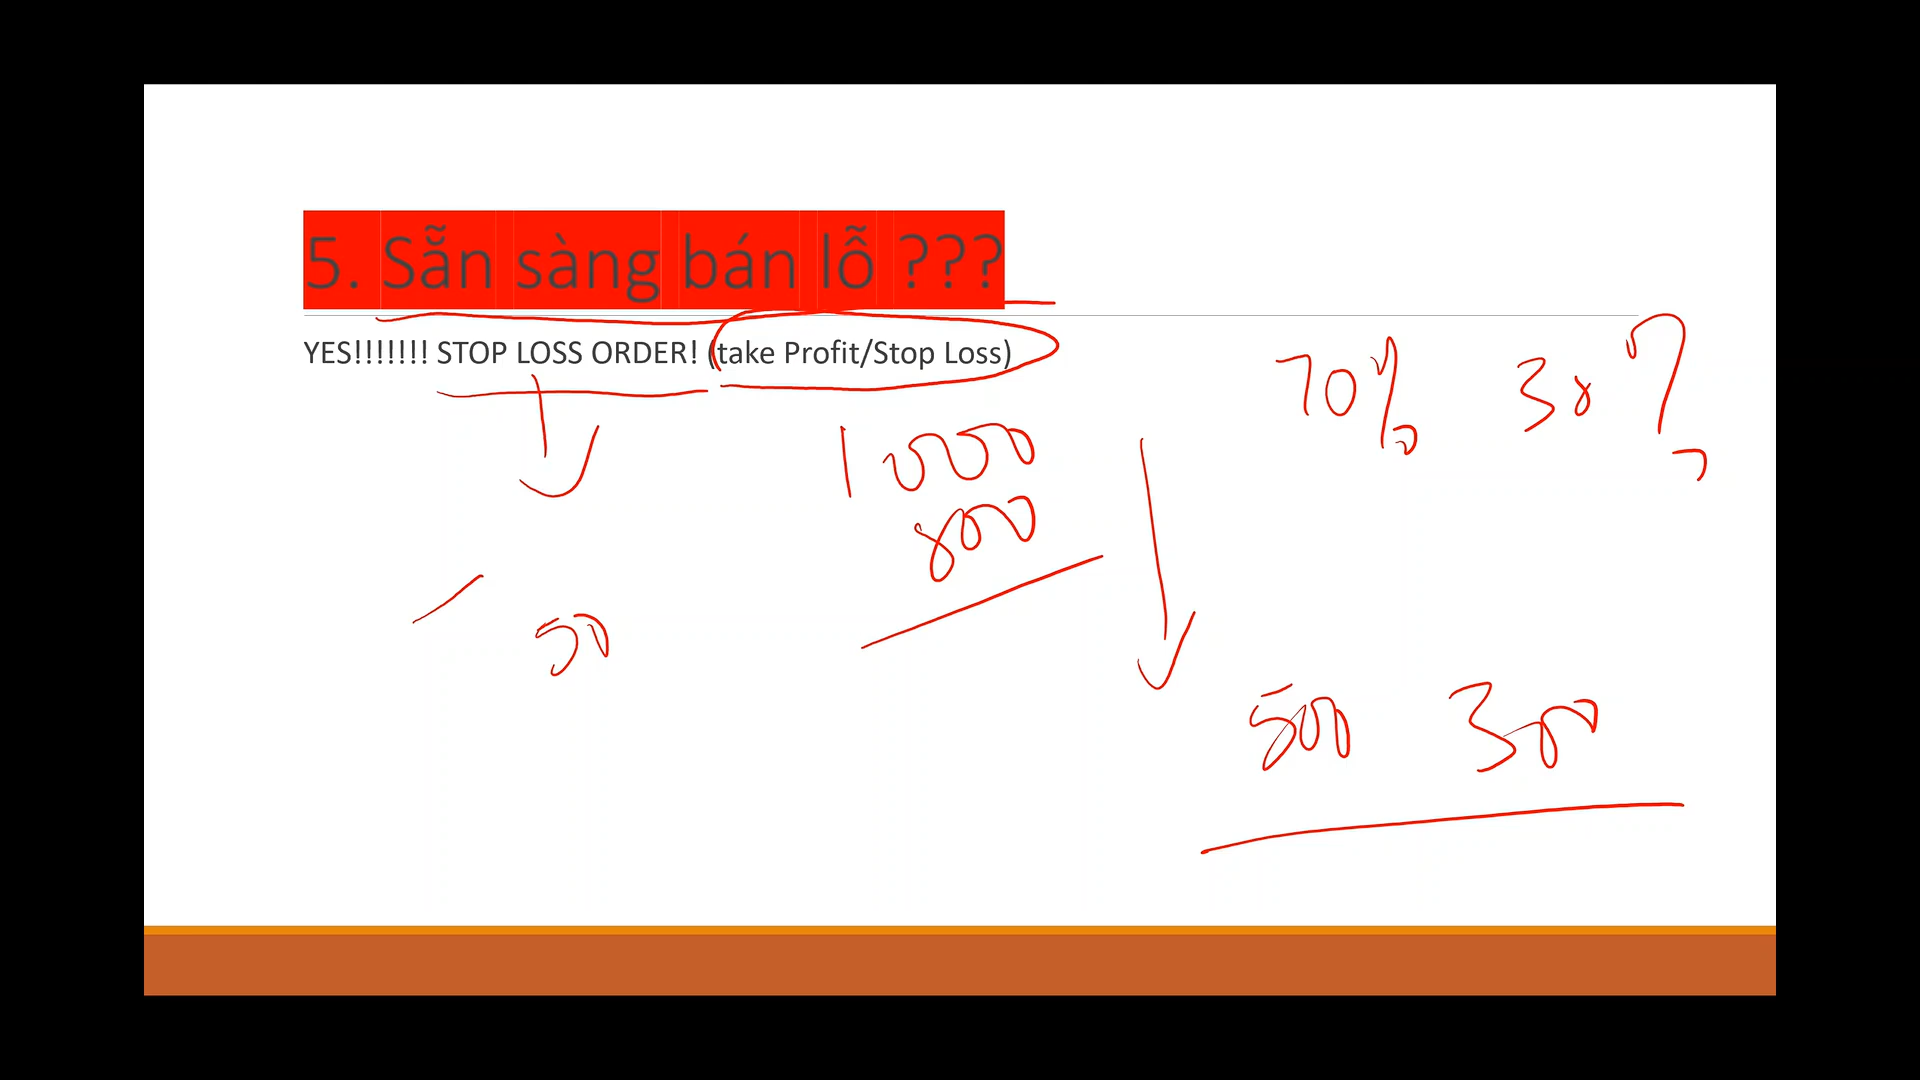 5. Sẵn sàng bán lỗ ???
YES!!!!!!! STOP LOSS ORDER! (take Profit/Stop Loss)
70% 30%
1000
800
50
500 300